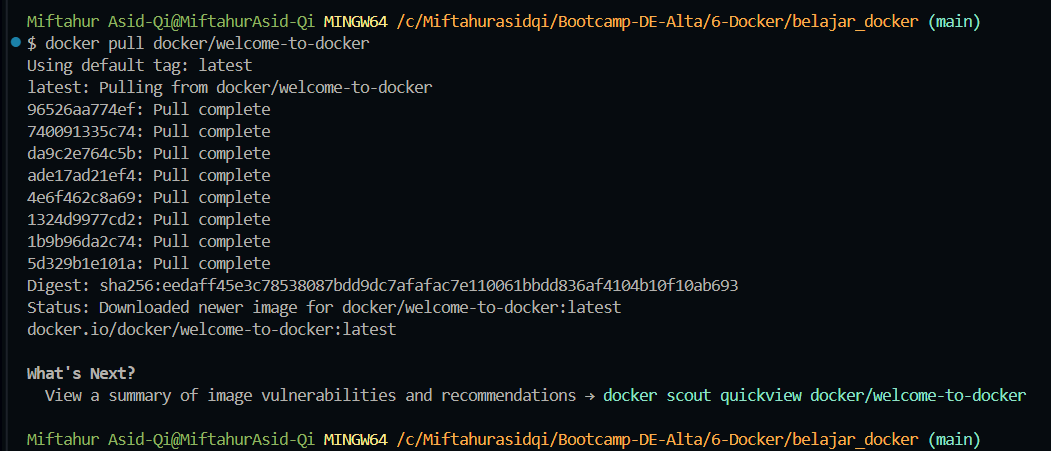 Miftahur Asid-Qi@MiftahurAsid-Qi MINGW64 /c/Miftahurasidqi/Bootcamp-DE-Alta/6-Docker/belajar_docker (main)
$ docker pull docker/welcome-to-docker
Using default tag: latest
latest: Pulling from docker/welcome-to-docker
96526aa774ef: Pull complete
740091335c74: Pull complete
da9c2e764c5b: Pull complete
ade17ad21ef4: Pull complete
4e6f462c8a69: Pull complete
1324d9977cd2: Pull complete
1b9b96da2c74: Pull complete
5d329b1e101a: Pull complete
Digest: sha256:eedaff45e3c78538087bdd9dc7afafac7e110061bbdd836af4104b10f10ab693
Status: Downloaded newer image for docker/welcome-to-docker:latest
docker.io/docker/welcome-to-docker:latest
What's Next?
View a summary of image vulnerabilities and recommendations → docker scout quickview docker/welcome-to-docker
Miftahur Asid-Qi@MiftahurAsid-Qi MINGW64 /c/Miftahurasidqi/Bootcamp-DE-Alta/6-Docker/belajar_docker (main)